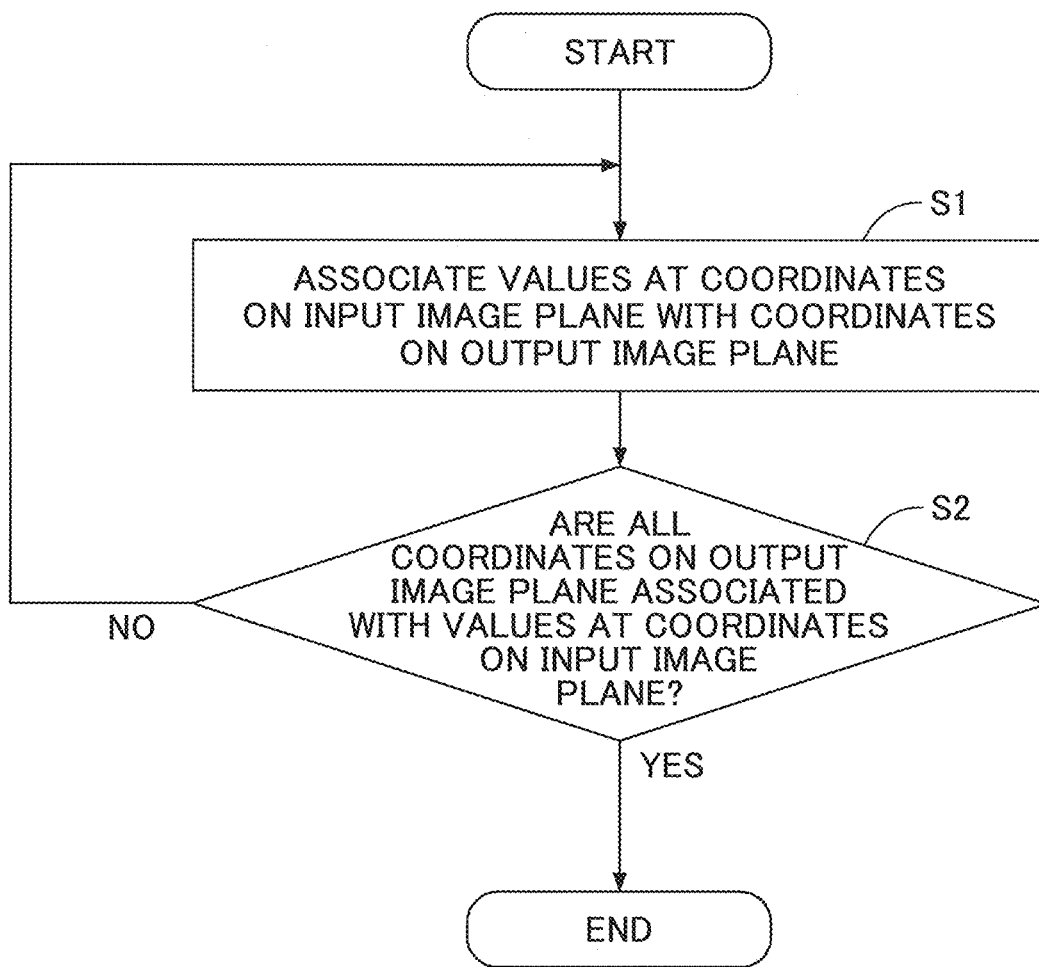 START
S1
ASSOCIATE VALUES AT COORDINATES
ON INPUT IMAGE PLANE WITH COORDINATES
ON OUTPUT IMAGE PLANE
S2
ARE ALL
COORDINATES ON OUTPUT
IMAGE PLANE ASSOCIATED
WITH VALUES AT COORDINATES
ON INPUT IMAGE
PLANE?
NO
YES
END